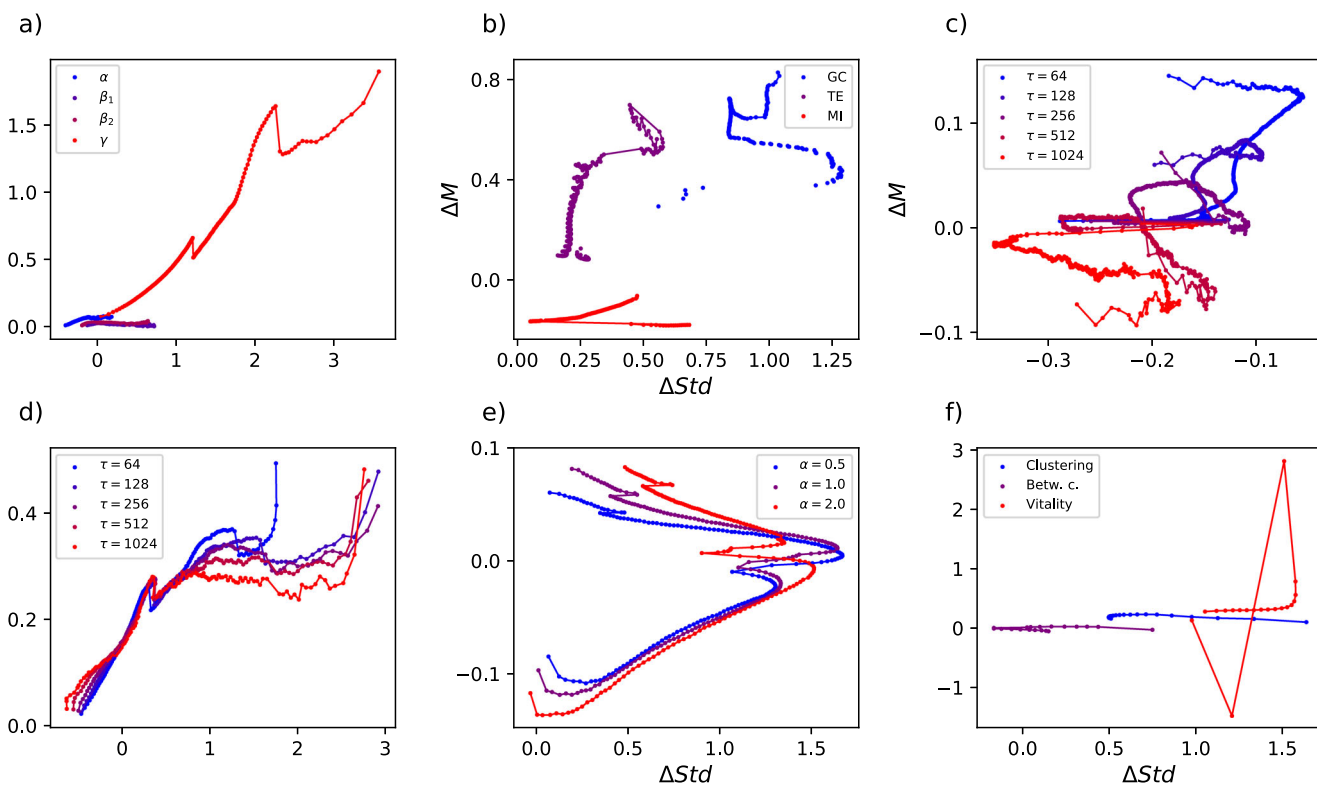 a)
α
β₁
β₂
γ
0.0
0.5
1.0
1.5
0
1
2
3
b)
GC
TE
MI
ΔM
0.0
0.4
0.8
0.00
0.25
0.50
0.75
1.00
1.25
ΔStd
c)
τ = 64
τ = 128
τ = 256
τ = 512
τ = 1024
ΔM
0.1
0.0
−0.1
−0.3
−0.2
−0.1
d)
τ = 64
τ = 128
τ = 256
τ = 512
τ = 1024
0.4
0.2
0.0
0
1
2
3
e)
α = 0.5
α = 1.0
α = 2.0
0.1
0.0
−0.1
0.0
0.5
1.0
1.5
ΔStd
f)
Clustering
Betw. c.
Vitality
3
2
1
0
−1
0.0
0.5
1.0
1.5
ΔStd